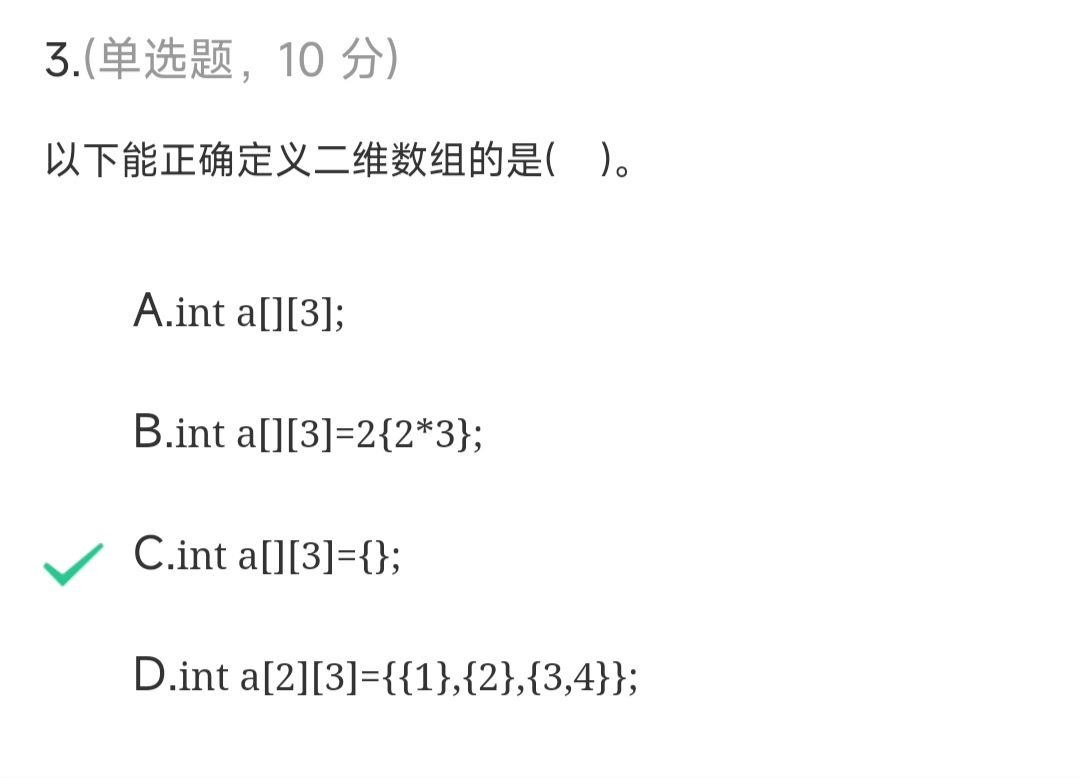 3.(单选题，10 分)
以下能正确定义二维数组的是(　)。
A.int a[][3];
B.int a[][3]=2{2*3};
C.int a[][3]={};
D.int a[2][3]={{1},{2},{3,4}};